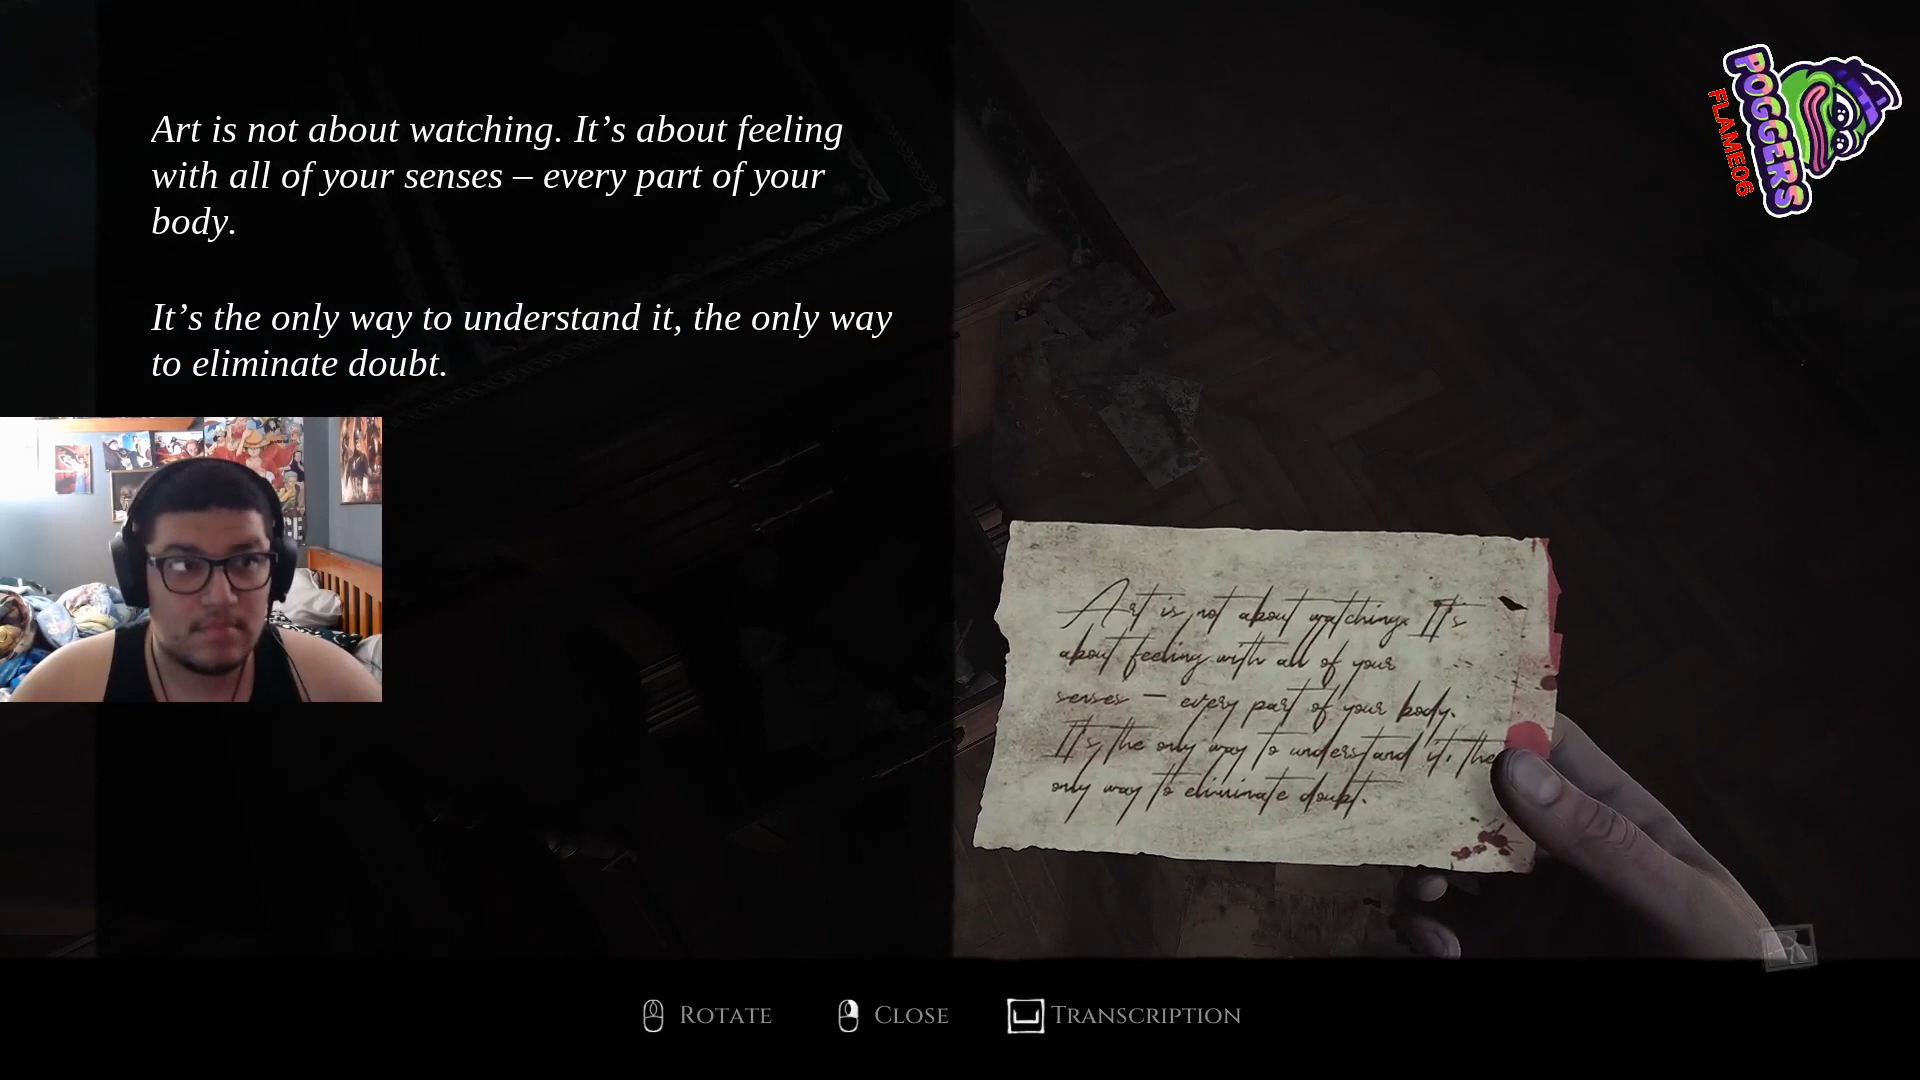 Art is not about watching. It’s about feeling
with all of your senses – every part of your
body.
It’s the only way to understand it, the only way
to eliminate doubt.
POGGERS
FLAME06
Art is not about watching. It's
about feeling with all of your
senses – every part of your body.
It's the only way to understand it, the
only way to eliminate doubt.
ROTATE
CLOSE
TRANSCRIPTION